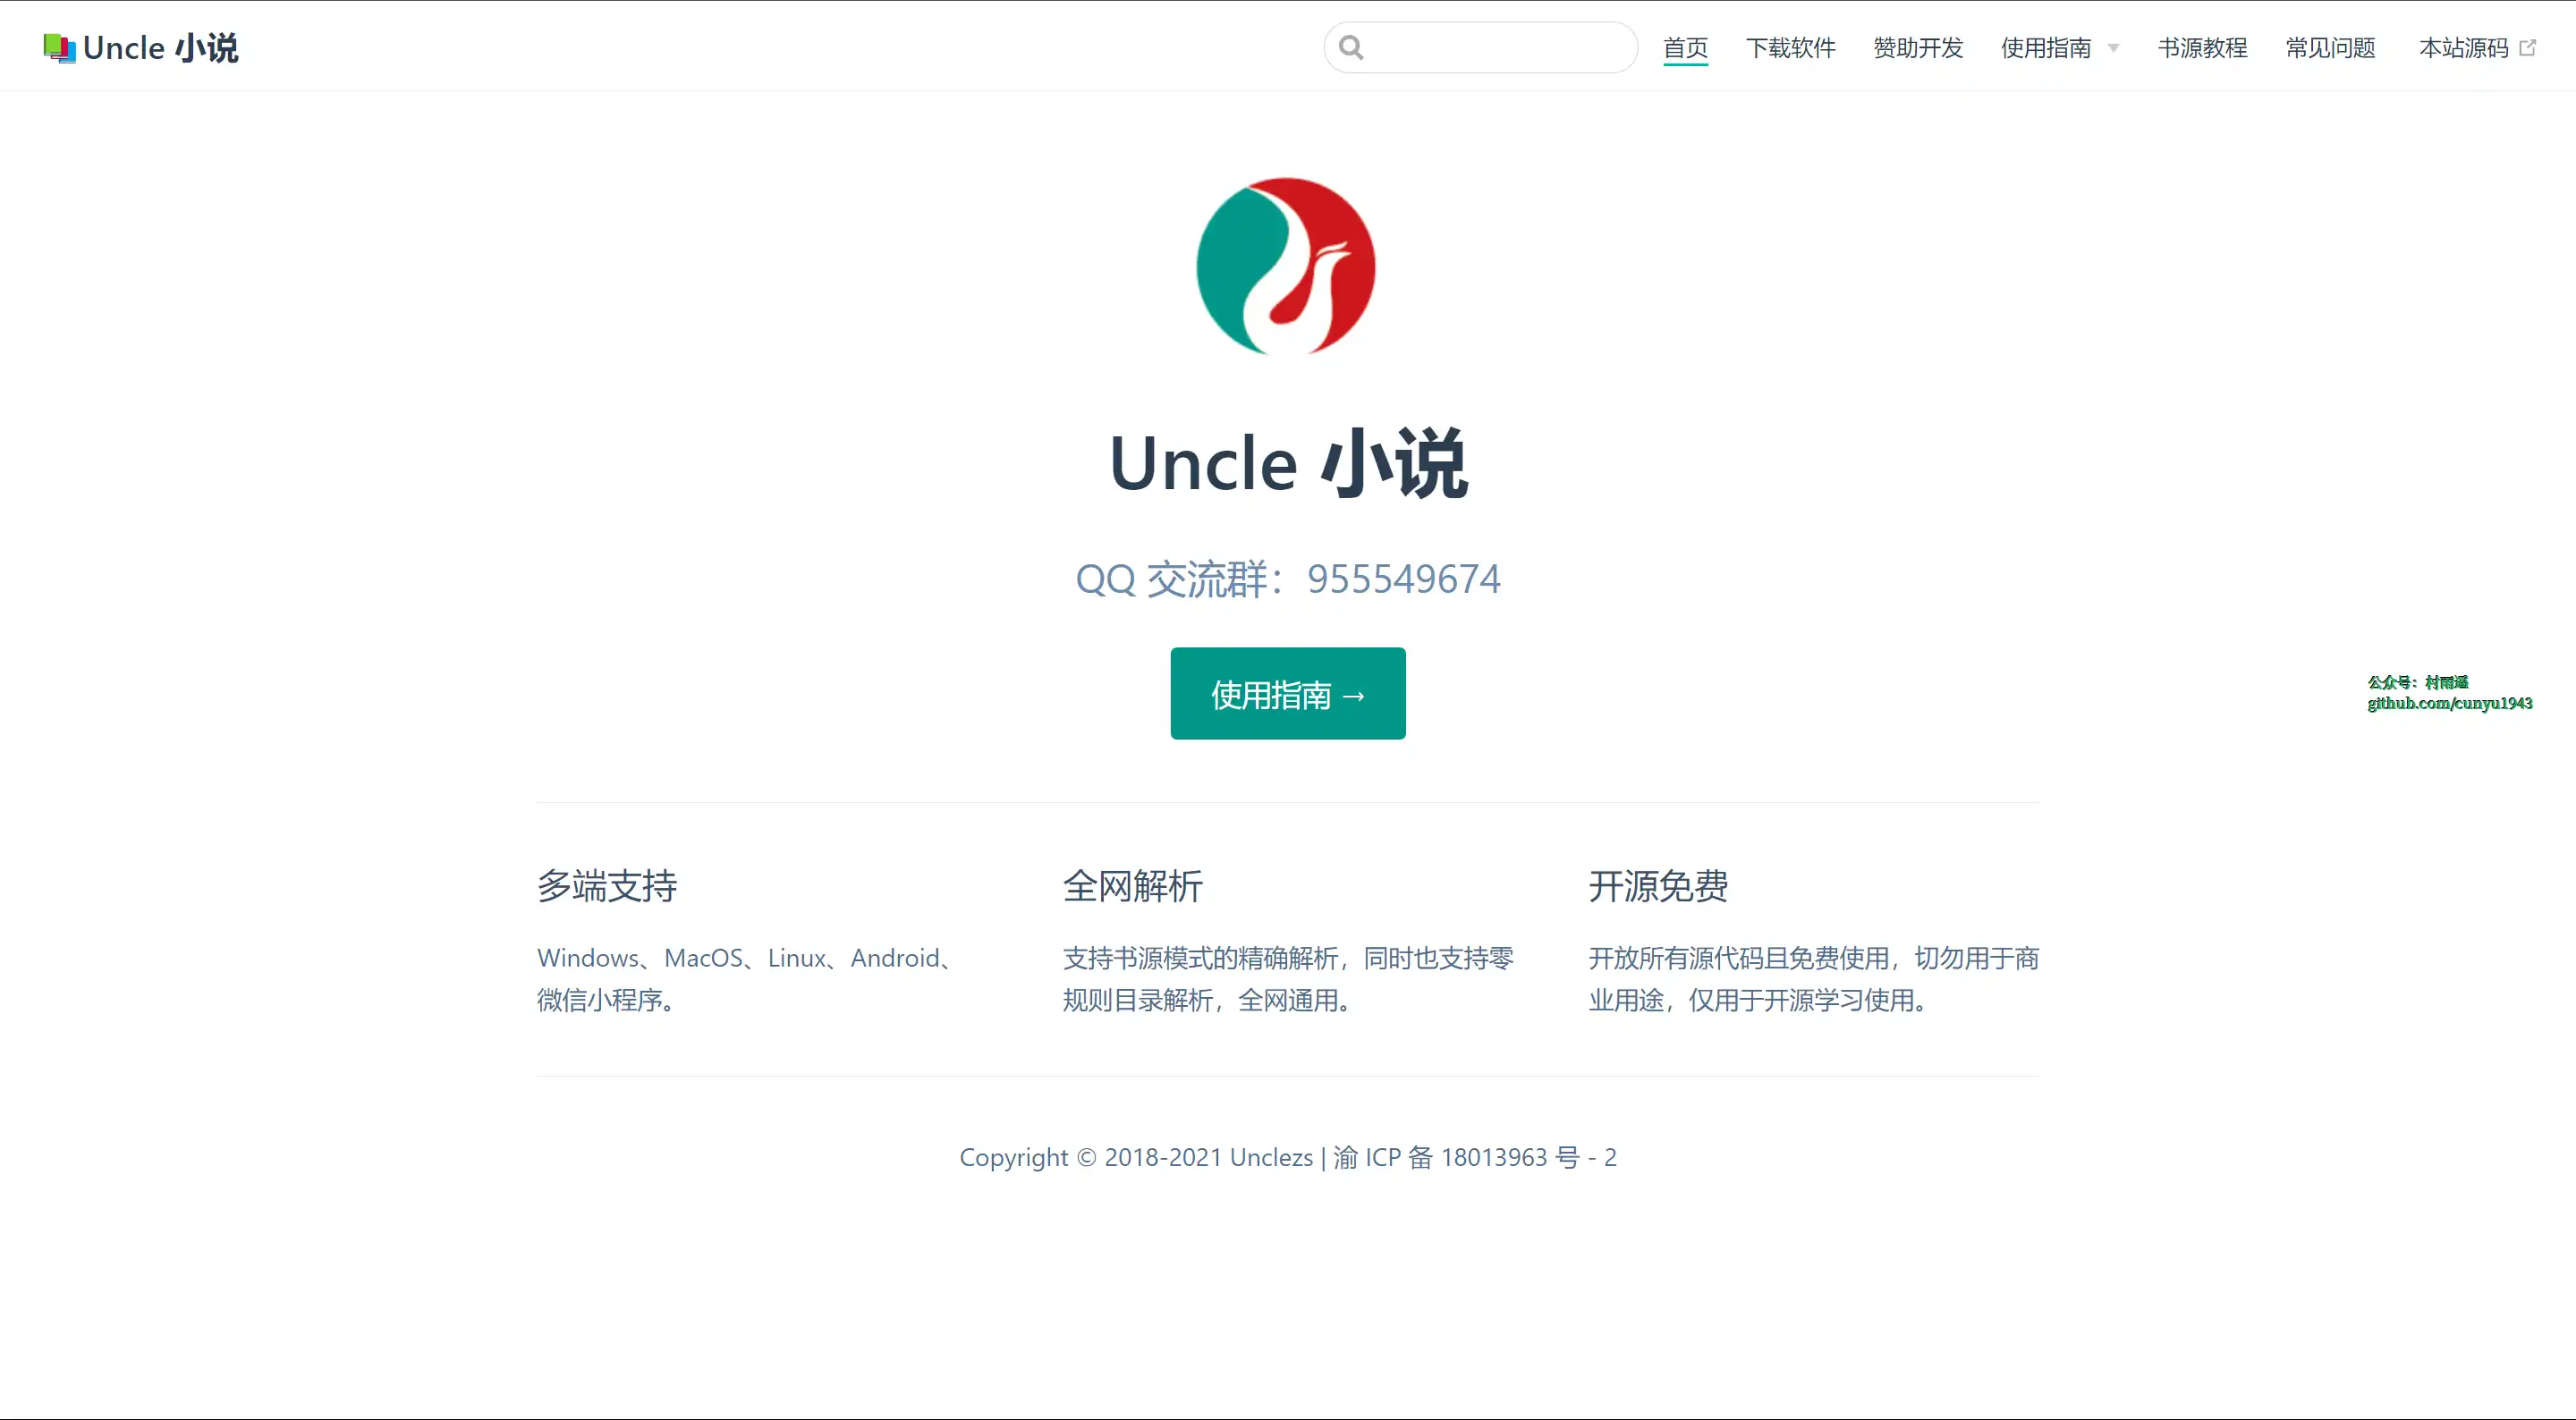 Uncle 小说
首页 下载软件 赞助开发 使用指南 书源教程 常见问题 本站源码
Uncle 小说
QQ 交流群：955549674
使用指南 →
公众号：村雨遥
github.com/cunyu1943
多端支持
Windows、MacOS、Linux、Android、
微信小程序。
全网解析
支持书源模式的精确解析，同时也支持零
规则目录解析，全网通用。
开源免费
开放所有源代码且免费使用，切勿用于商
业用途，仅用于开源学习使用。
Copyright © 2018-2021 Unclezs | 渝 ICP 备 18013963 号 - 2